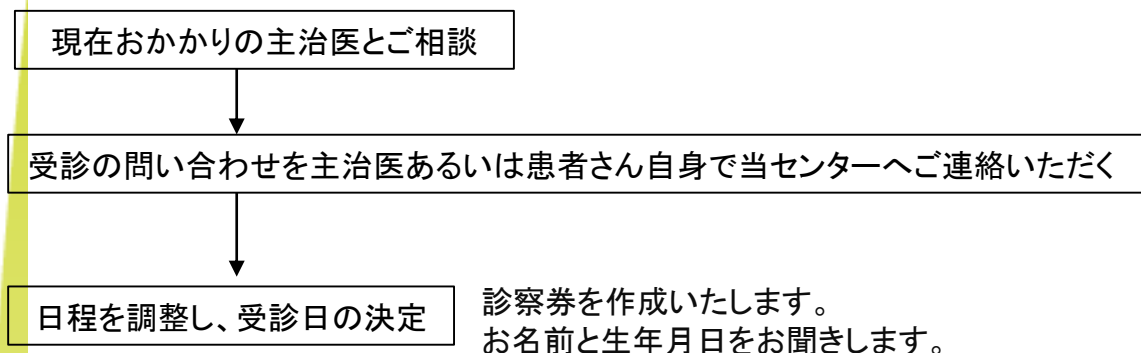 現在おかかりの主治医とご相談
受診の問い合わせを主治医あるいは患者さん自身で当センターへご連絡いただく
日程を調整し、受診日の決定
診察券を作成いたします。
お名前と生年月日をお聞きします。